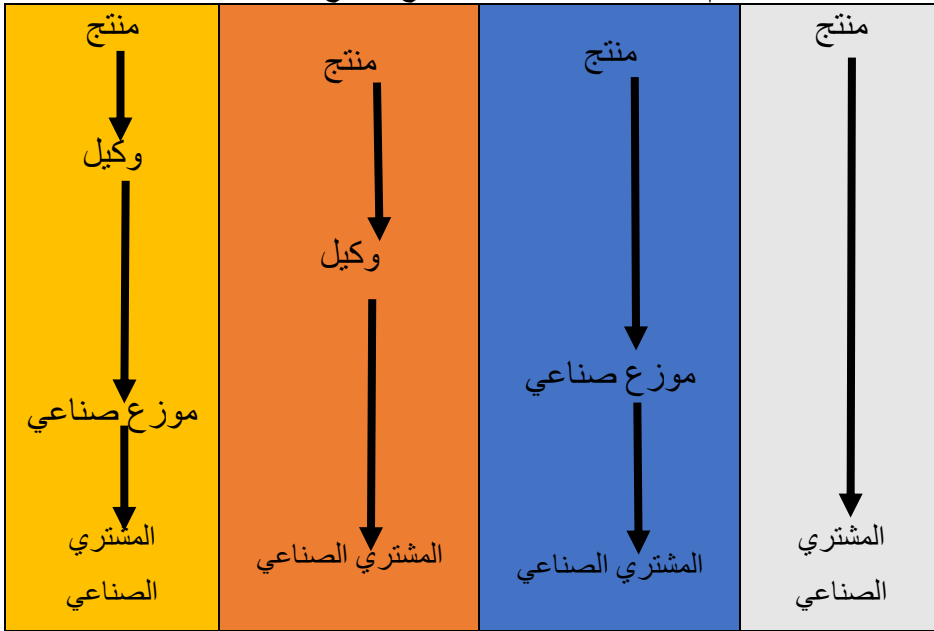 منتج
المشتري
الصناعي
منتج
موزع صناعي
المشتري الصناعي
منتج
وكيل
المشتري الصناعي
منتج
وكيل
موزع صناعي
المشتري
الصناعي